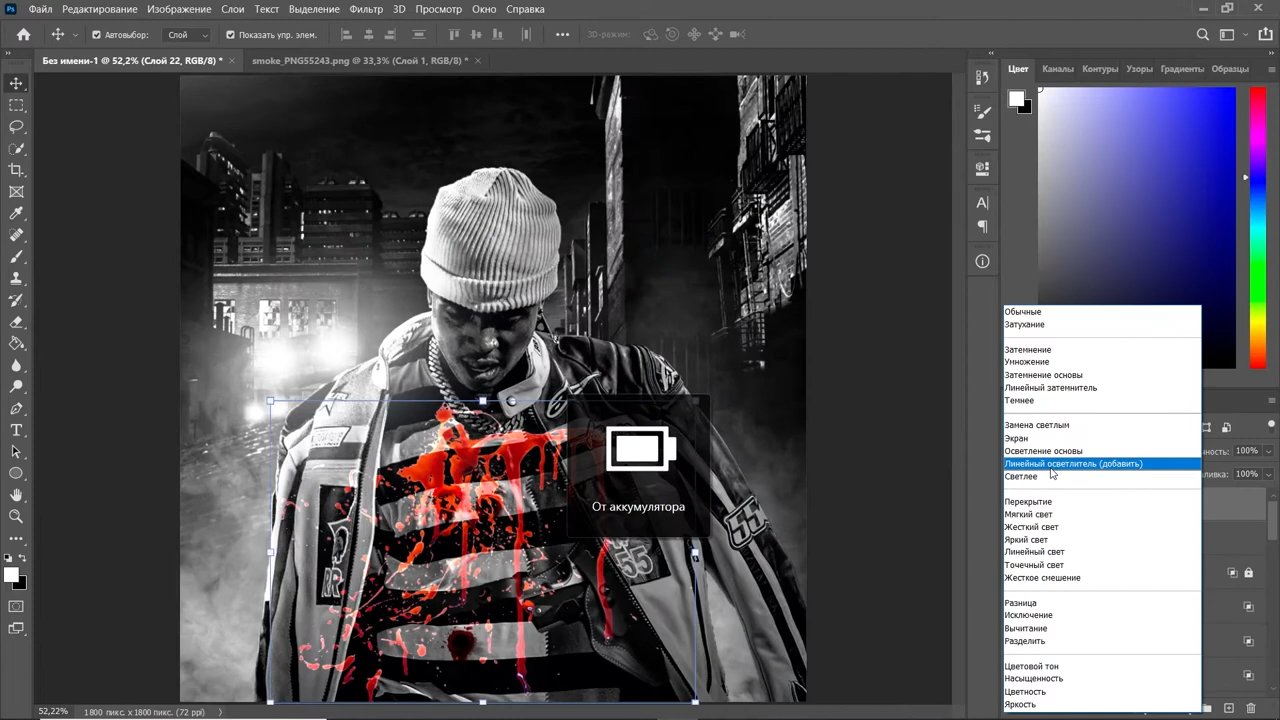 Ps Файл Редактирование Изображение Слои Текст Выделение Фильтр 3D Просмотр Окно Справка
Автовыбор: Слой Показать упр. элем. 3D-режим:
Без имени-1 @ 52,2% (Слой 22, RGB/8) * smoke_PNG55243.png @ 33,3% (Слой 1, RGB/8) *
Цвет Каналы Контуры Узоры Градиенты Образцы
Обычные
Затухание
Затемнение
Умножение
Затемнение основы
Линейный затемнитель
Темнее
Замена светлым
Экран
Осветление основы
ность: 100%
Линейный осветлитель (добавить)
Светлее
ливка: 100%
Перекрытие
Мягкий свет
Жесткий свет
Яркий свет
Линейный свет
Точечный свет
Жесткое смешение
Разница
Исключение
Вычитание
Разделить
Цветовой тон
Насыщенность
Цветность
Яркость
От аккумулятора
55
52,22% 1800 пикс. x 1800 пикс. (72 ppi)